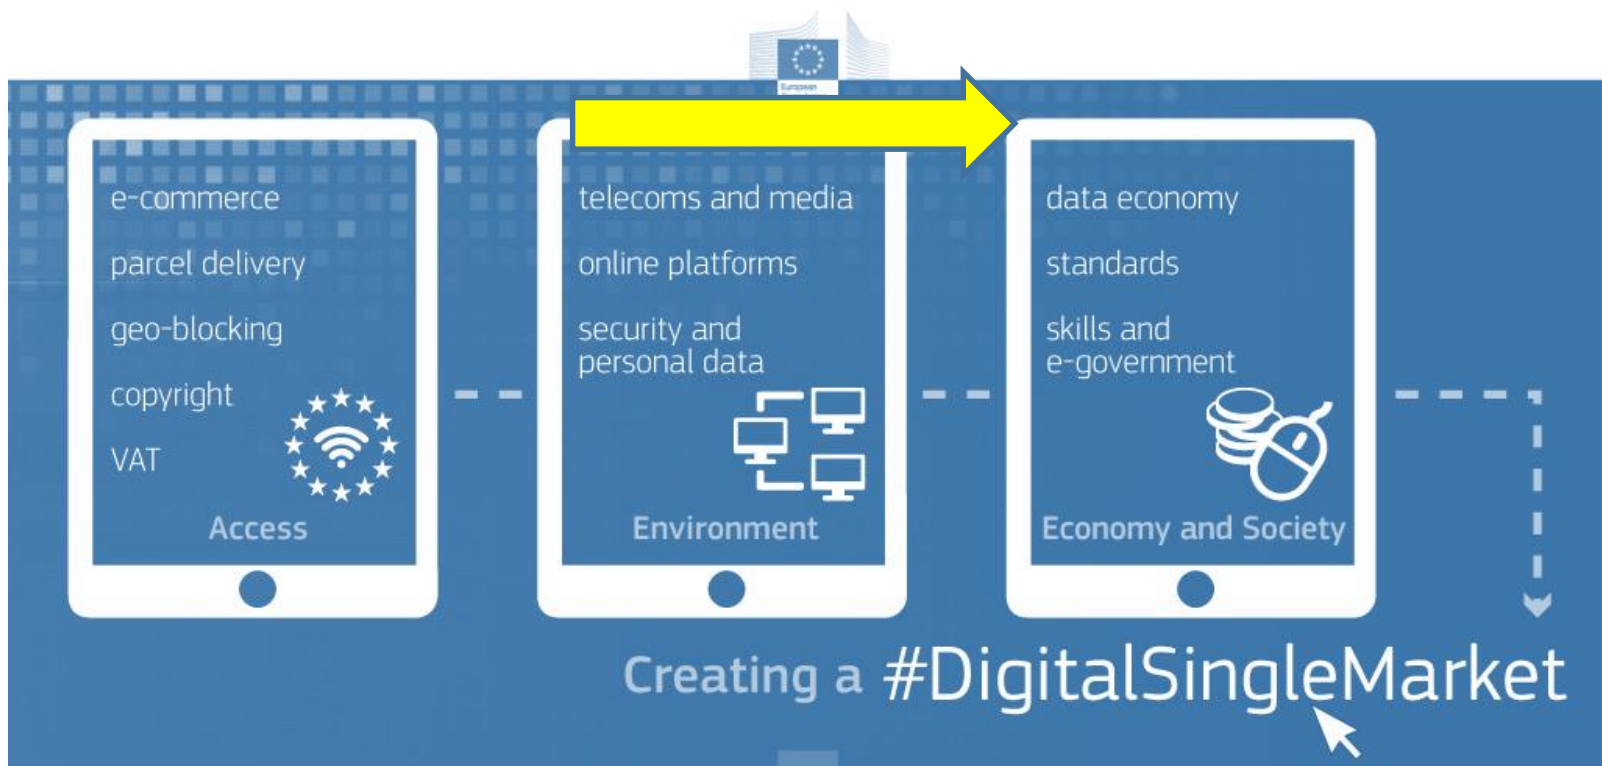 European
e-commerce
parcel delivery
geo-blocking
copyright
VAT
Access
telecoms and media
online platforms
security and
personal data
Environment
data economy
standards
skills and
e-government
Economy and Society
Creating a #DigitalSingleMarket